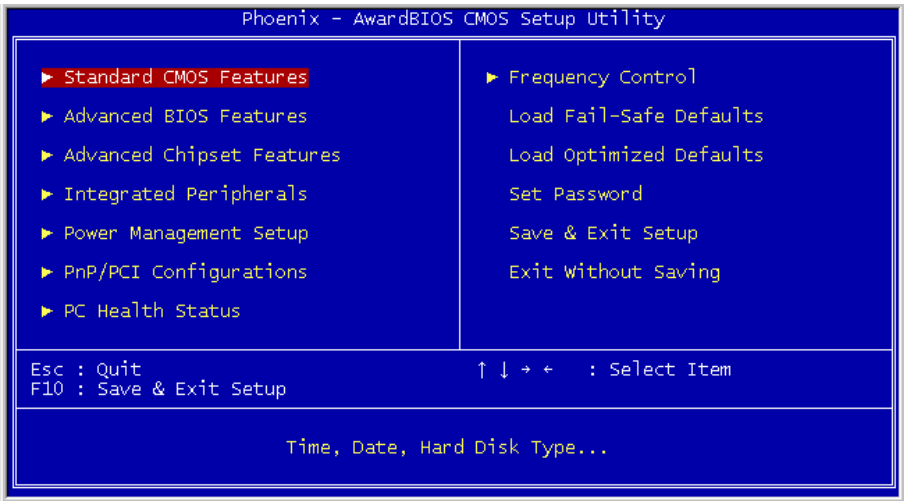 Phoenix - AwardBIOS CMOS Setup Utility
► Standard CMOS Features
► Advanced BIOS Features
► Advanced Chipset Features
► Integrated Peripherals
► Power Management Setup
► PnP/PCI Configurations
► PC Health Status
► Frequency Control
Load Fail-Safe Defaults
Load Optimized Defaults
Set Password
Save & Exit Setup
Exit Without Saving
Esc : Quit
F10 : Save & Exit Setup
↑ ↓ → ← : Select Item
Time, Date, Hard Disk Type...